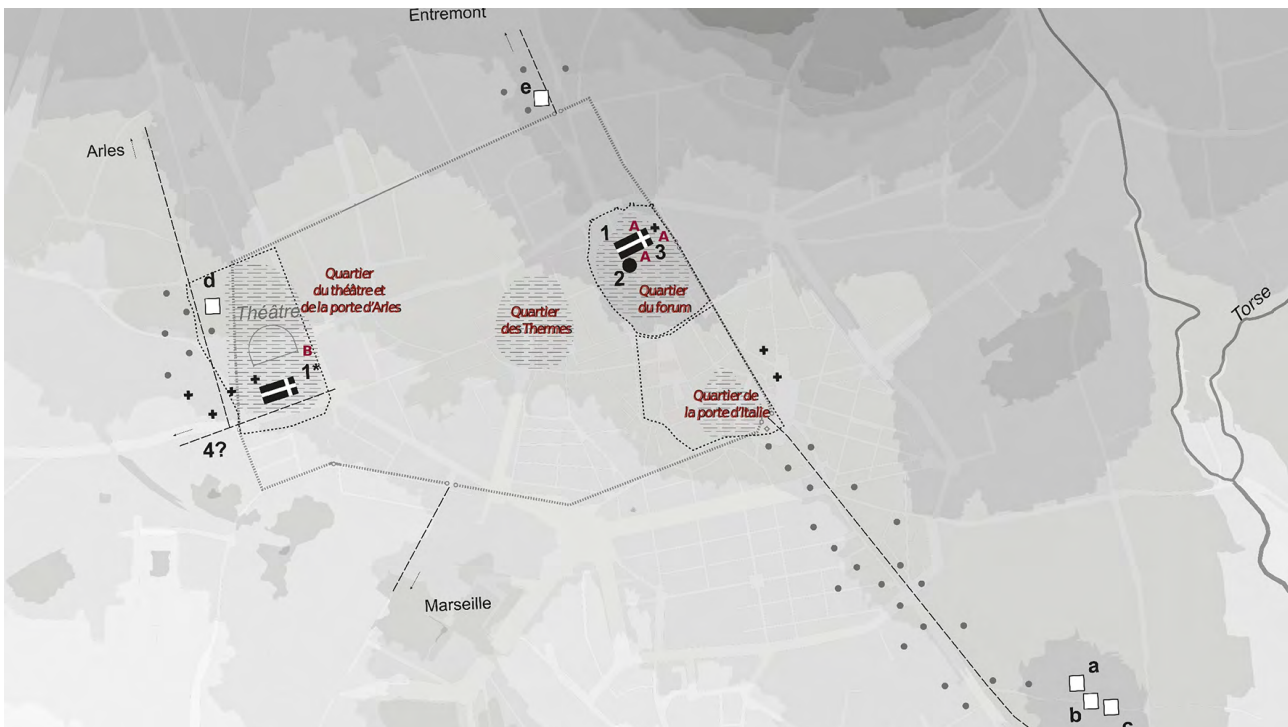 Entremont
e
Arles
A
1
A
3
A
2
d
Quartier
du théâtre et
de la porte d'Arles
Théâtre
Quartier
du forum
Quartier
des Thermes
Torse
B
1*
Quartier de
la porte d'Italie
4?
Marseille
a
b
c